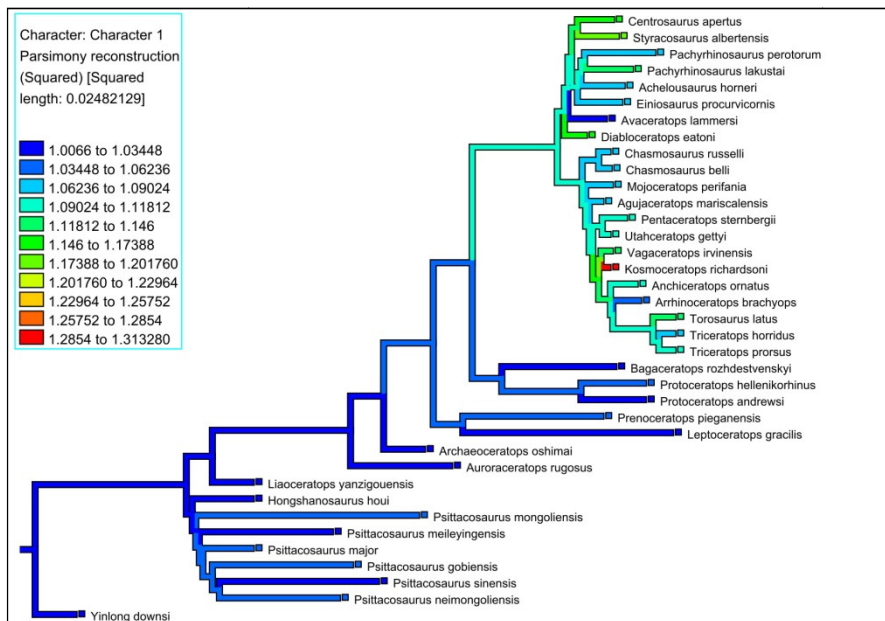 Character: Character 1
Parsimony reconstruction
(Squared) [Squared
length: 0.02482129]
1.0066 to 1.03448
1.03448 to 1.06236
1.06236 to 1.09024
1.09024 to 1.11812
1.11812 to 1.146
1.146 to 1.17388
1.17388 to 1.201760
1.201760 to 1.22964
1.22964 to 1.25752
1.25752 to 1.2854
1.2854 to 1.313280
Centrosaurus apertus
Styracosaurus albertensis
Pachyrhinosaurus perotorum
Pachyrhinosaurus lakustai
Achelousaurus horneri
Einiosaurus procurvicornis
Avaceratops lammersi
Diabloceratops eatoni
Chasmosaurus russelli
Chasmosaurus belli
Mojoceratops perifania
Agujaceratops mariscalensis
Pentaceratops sternbergii
Utahceratops gettyi
Vagaceratops irvinensis
Kosmoceratops richardsoni
Anchiceratops ornatus
Arrhinoceratops brachyops
Torosaurus latus
Triceratops horridus
Triceratops prorsus
Bagaceratops rozhdestvenskyi
Protoceratops hellenikorhinus
Protoceratops andrewsi
Prenoceratops pieganensis
Leptoceratops gracilis
Archaeoceratops oshimai
Auroraceratops rugosus
Liaoceratops yanzigouensis
Hongshanosaurus houi
Psittacosaurus mongoliensis
Psittacosaurus meileyingensis
Psittacosaurus major
Psittacosaurus gobiensis
Psittacosaurus sinensis
Psittacosaurus neimongoliensis
Yinlong downsi